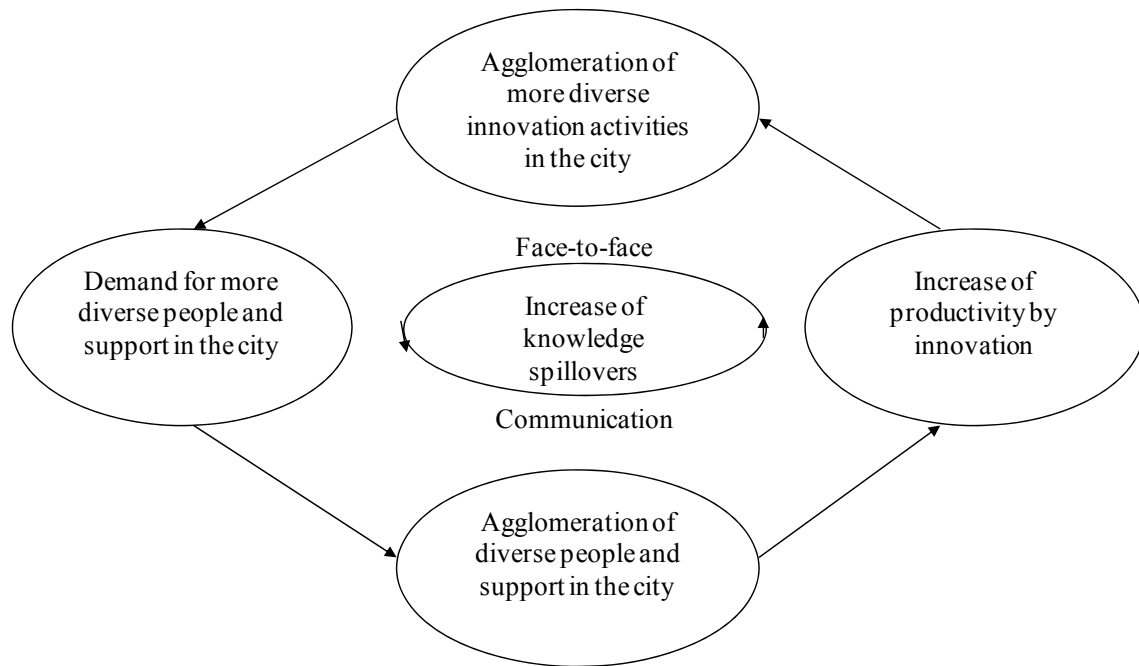 Agglomeration of
more diverse
innovation activities
in the city
Demand for more
diverse people and
support in the city
Face-to-face
Increase of
knowledge
spillovers
Communication
Increase of
productivity by
innovation
Agglomeration of
diverse people and
support in the city